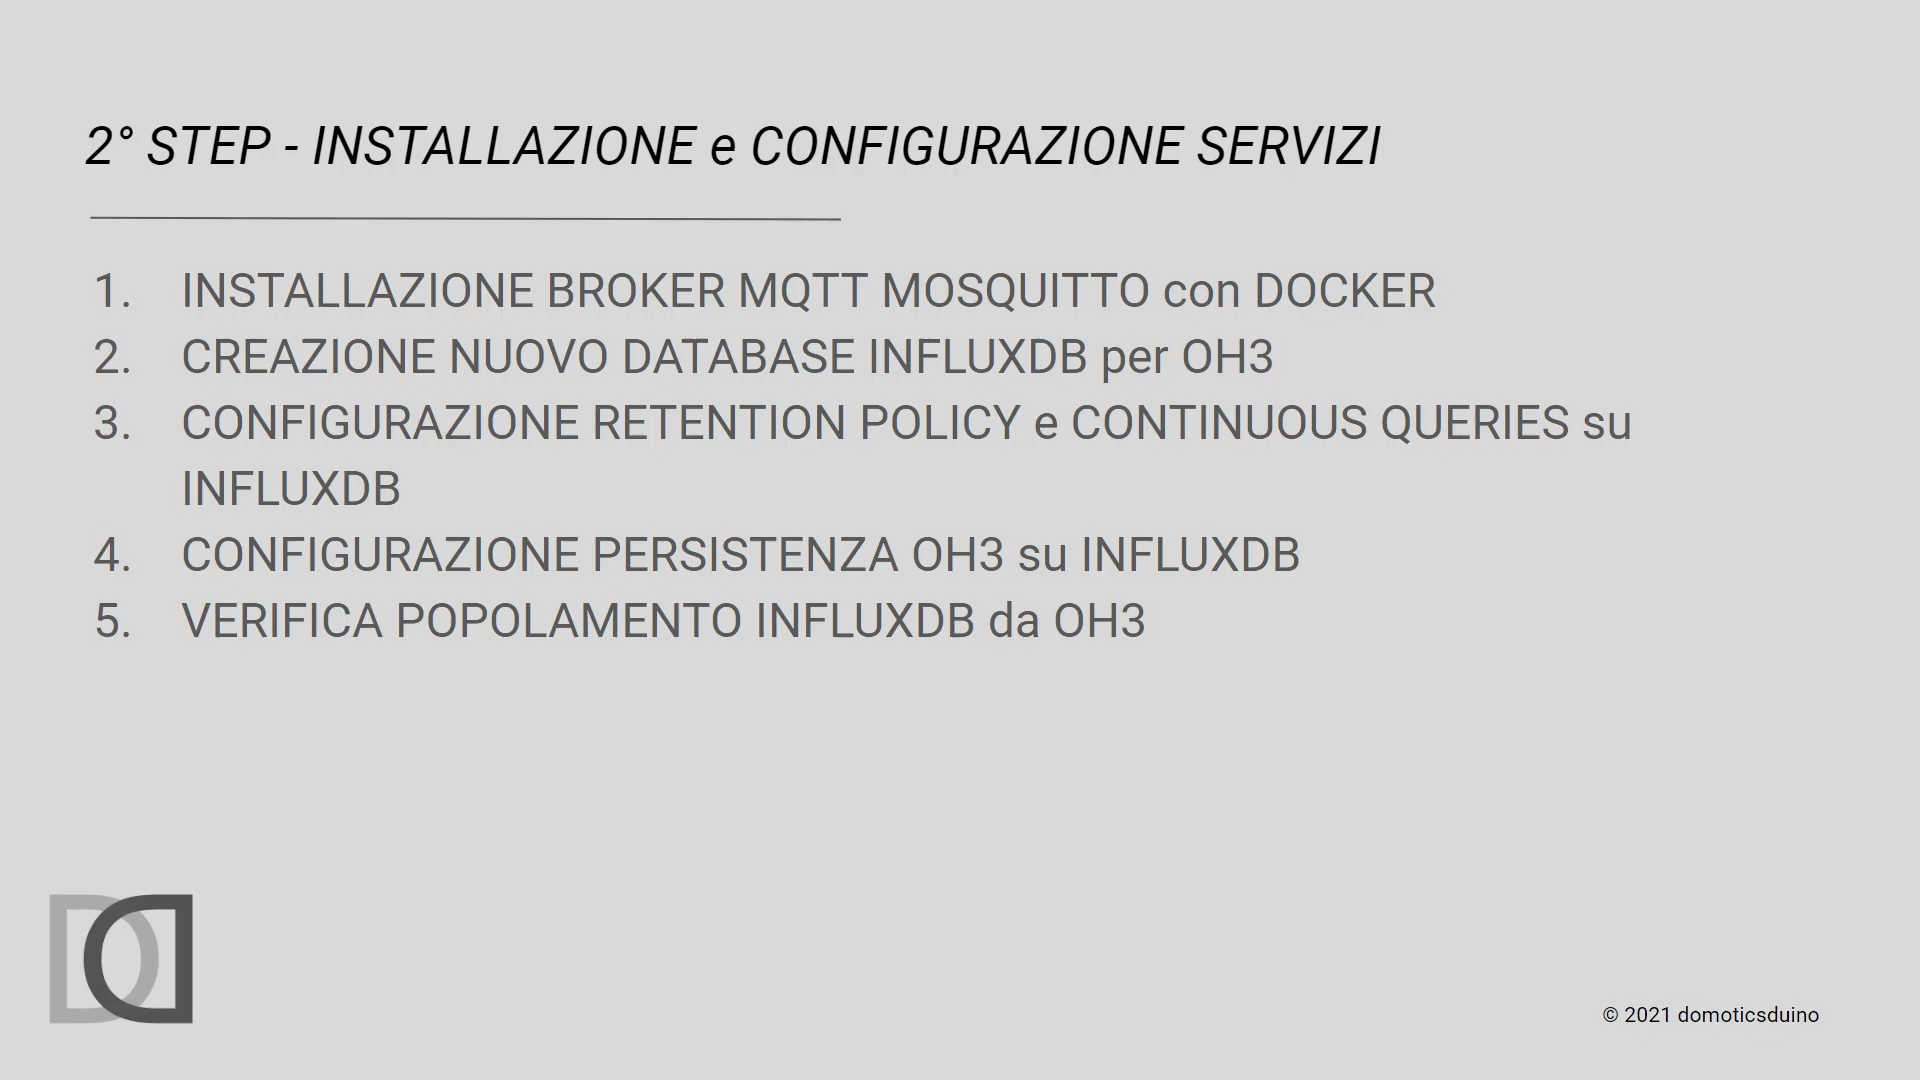 2° STEP - INSTALLAZIONE e CONFIGURAZIONE SERVIZI
1. INSTALLAZIONE BROKER MQTT MOSQUITTO con DOCKER
2. CREAZIONE NUOVO DATABASE INFLUXDB per OH3
3. CONFIGURAZIONE RETENTION POLICY e CONTINUOUS QUERIES su
INFLUXDB
4. CONFIGURAZIONE PERSISTENZA OH3 su INFLUXDB
5. VERIFICA POPOLAMENTO INFLUXDB da OH3
© 2021 domoticsduino